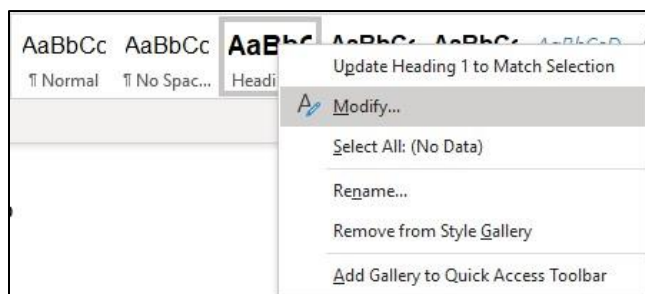 AaBbCc AaBbCc AaBbC
¶ Normal ¶ No Spac... Headi
Update Heading 1 to Match Selection
Modify...
Select All: (No Data)
Rename...
Remove from Style Gallery
Add Gallery to Quick Access Toolbar